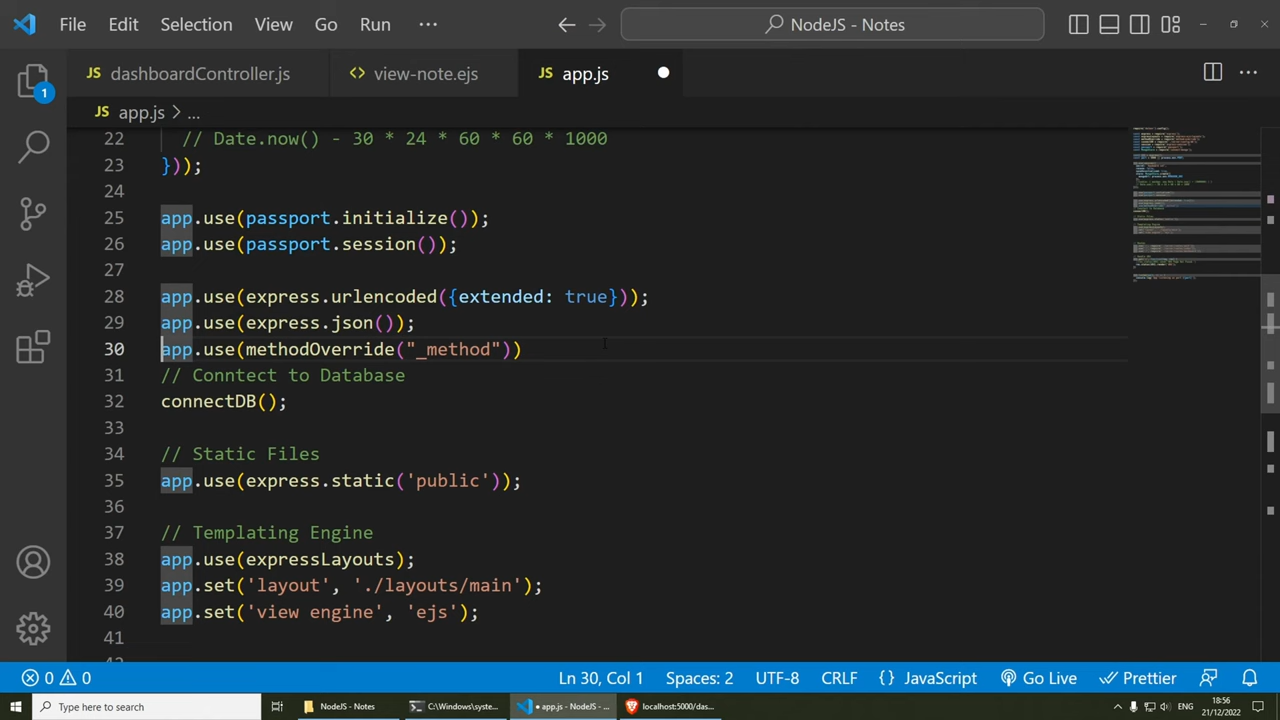 File Edit Selection View Go Run ··· NodeJS - Notes
JS dashboardController.js <> view-note.ejs JS app.js
JS app.js > ...
22 // Date.now() - 30 * 24 * 60 * 60 * 1000
23 }));
24
25 app.use(passport.initialize());
26 app.use(passport.session());
27
28 app.use(express.urlencoded({extended: true}));
29 app.use(express.json());
30 app.use(methodOverride("_method"))
31 // Conntect to Database
32 connectDB();
33
34 // Static Files
35 app.use(express.static('public'));
36
37 // Templating Engine
38 app.use(expressLayouts);
39 app.set('layout', './layouts/main');
40 app.set('view engine', 'ejs');
41
1
0 0 Ln 30, Col 1 Spaces: 2 UTF-8 CRLF {} JavaScript Go Live Prettier
Type here to search NodeJS - Notes C:\Windows\syste... app.js - NodeJS - ... localhost:5000/das... ENG 18:56
21/12/2022